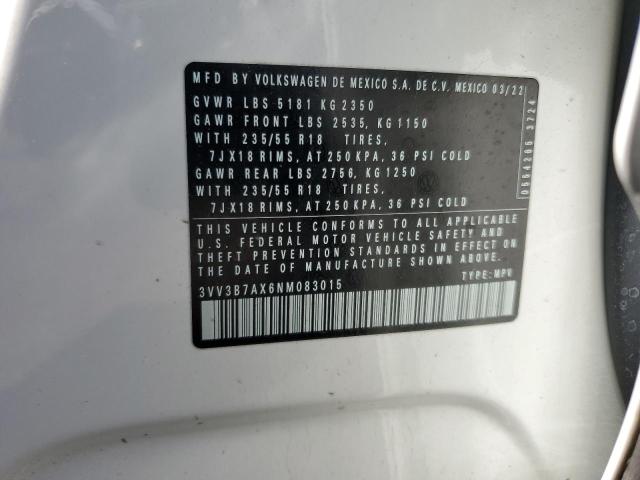 MFD BY VOLKSWAGEN DE MEXICO S.A. DE C.V. MEXICO 03/22
GVWR LBS 5181 KG 2350
GAWR FRONT LBS 2535, KG 1150
WITH 235/55 R18 TIRES,
7JX18 RIMS, AT 250 KPA, 36 PSI COLD
GAWR REAR LBS 2756, KG 1250
WITH 235/55 R18 TIRES,
7JX18 RIMS, AT 250 KPA, 36 PSI COLD
THIS VEHICLE CONFORMS TO ALL APPLICABLE
U.S. FEDERAL MOTOR VEHICLE SAFETY AND
THEFT PREVENTION STANDARDS IN EFFECT ON THE DATE
OF MANUFACTURE SHOWN ABOVE.
3VV3B7AX6NM083015 TYPE: MPV
0554205 3724